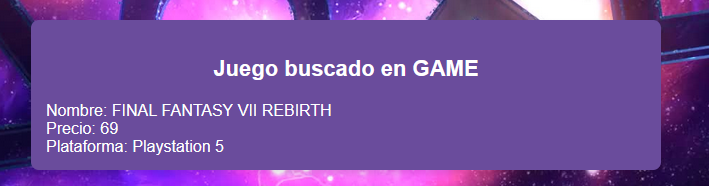 Juego buscado en GAME
Nombre: FINAL FANTASY VII REBIRTH
Precio: 69
Plataforma: Playstation 5